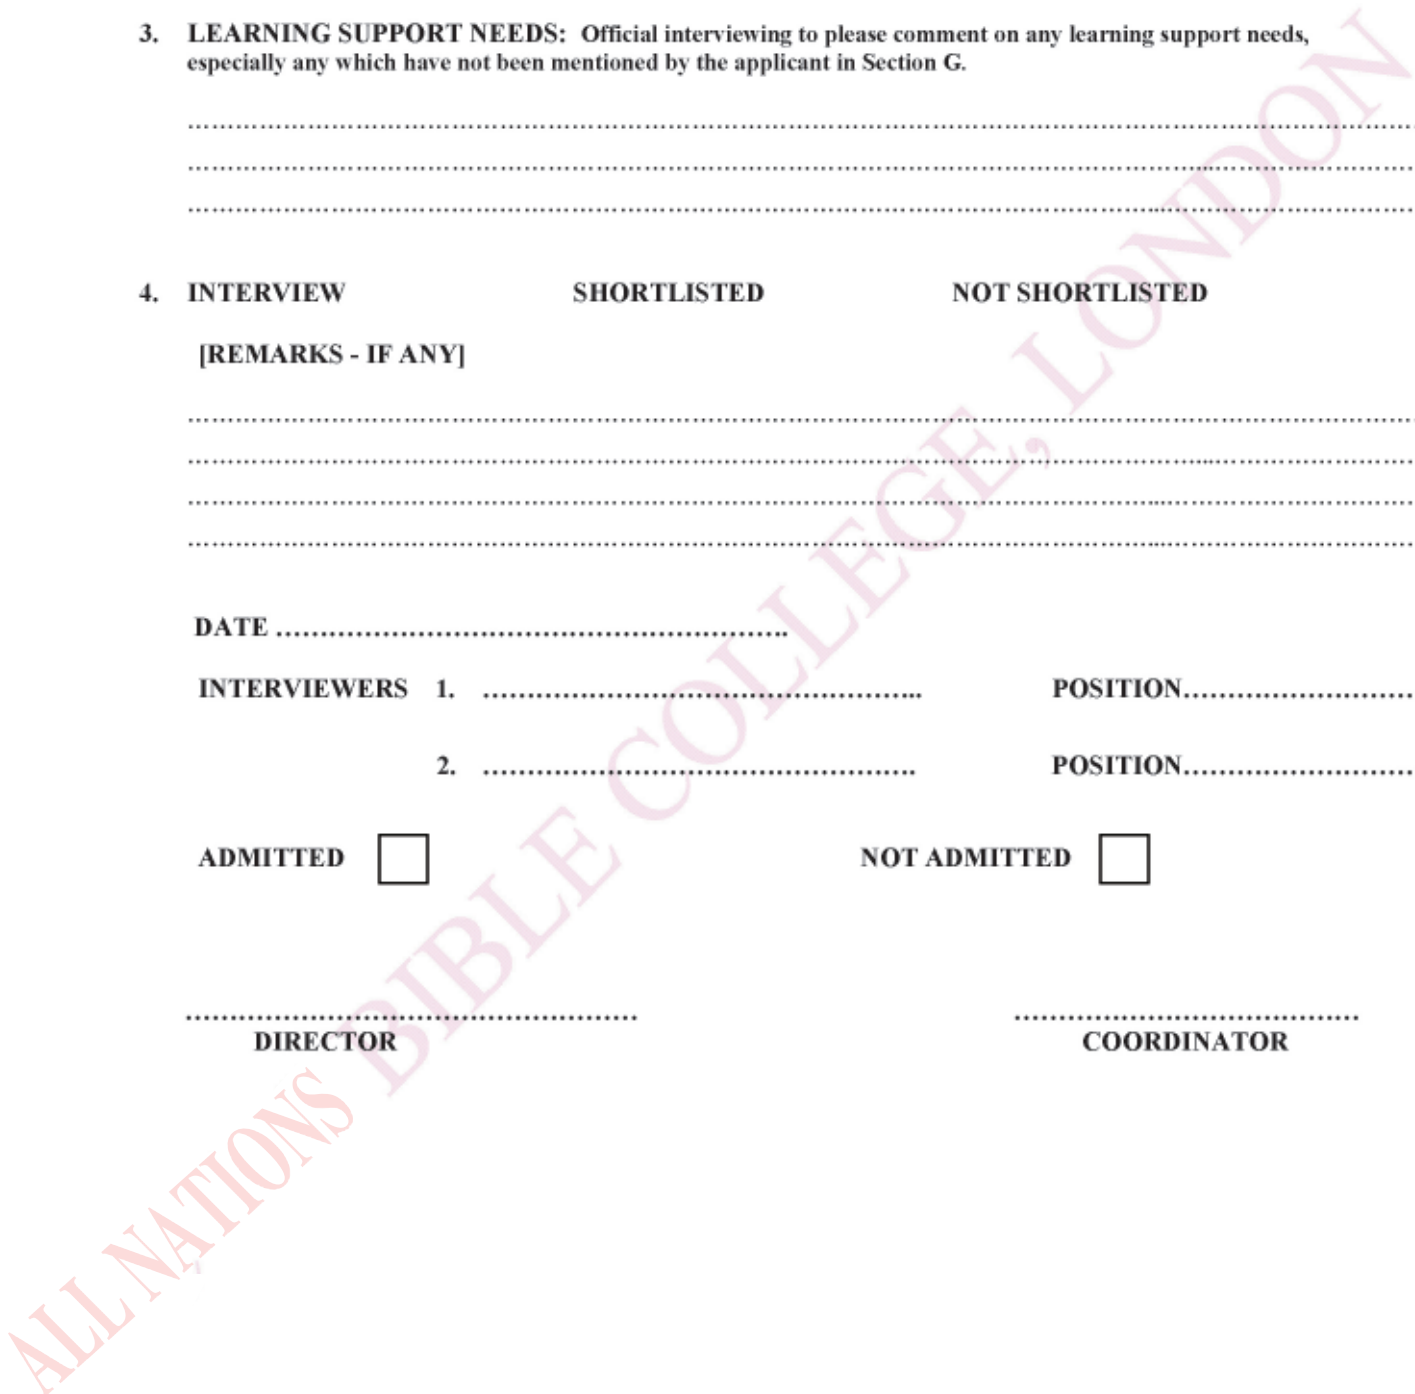 3. LEARNING SUPPORT NEEDS: Official interviewing to please comment on any learning support needs,
especially any which have not been mentioned by the applicant in Section G.
4. INTERVIEW SHORTLISTED NOT SHORTLISTED
[REMARKS - IF ANY]
DATE
INTERVIEWERS 1. POSITION
2. POSITION
ADMITTED NOT ADMITTED
DIRECTOR COORDINATOR
ALL NATIONS BIBLE COLLEGE, LONDON